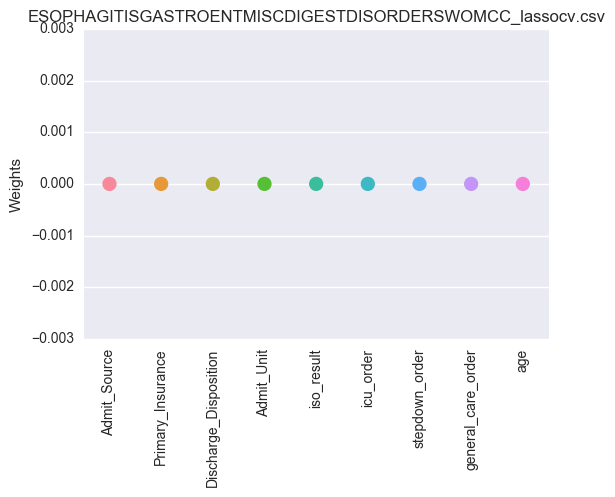 ESOPHAGITISGASTROENTMISCDIGESTDISORDERSWOMCC_lassocv.csv
0.003
0.002
0.001
0.000
−0.001
−0.002
−0.003
Weights
Admit_Source
Primary_Insurance
Discharge_Disposition
Admit_Unit
iso_result
icu_order
stepdown_order
general_care_order
age